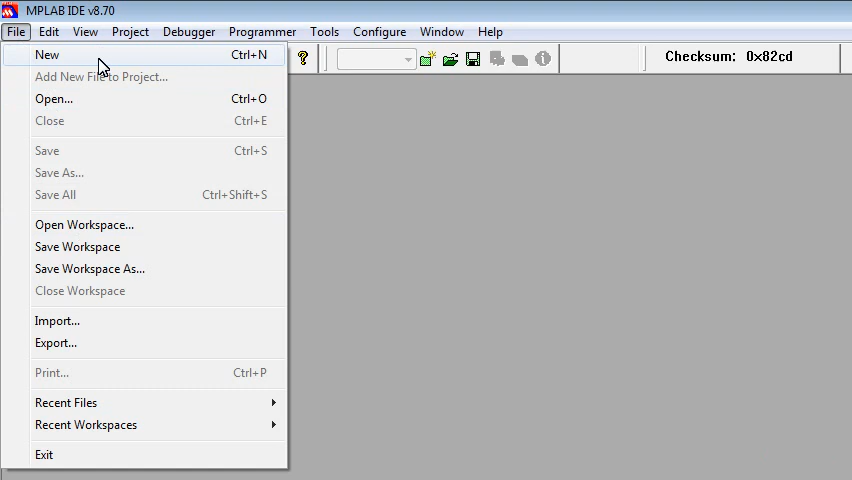 MPLAB IDE v8.70
File Edit View Project Debugger Programmer Tools Configure Window Help
New Ctrl+N
Checksum: 0x82cd
Add New File to Project...
Open... Ctrl+O
Close Ctrl+E
Save Ctrl+S
Save As...
Save All Ctrl+Shift+S
Open Workspace...
Save Workspace
Save Workspace As...
Close Workspace
Import...
Export...
Print... Ctrl+P
Recent Files
Recent Workspaces
Exit